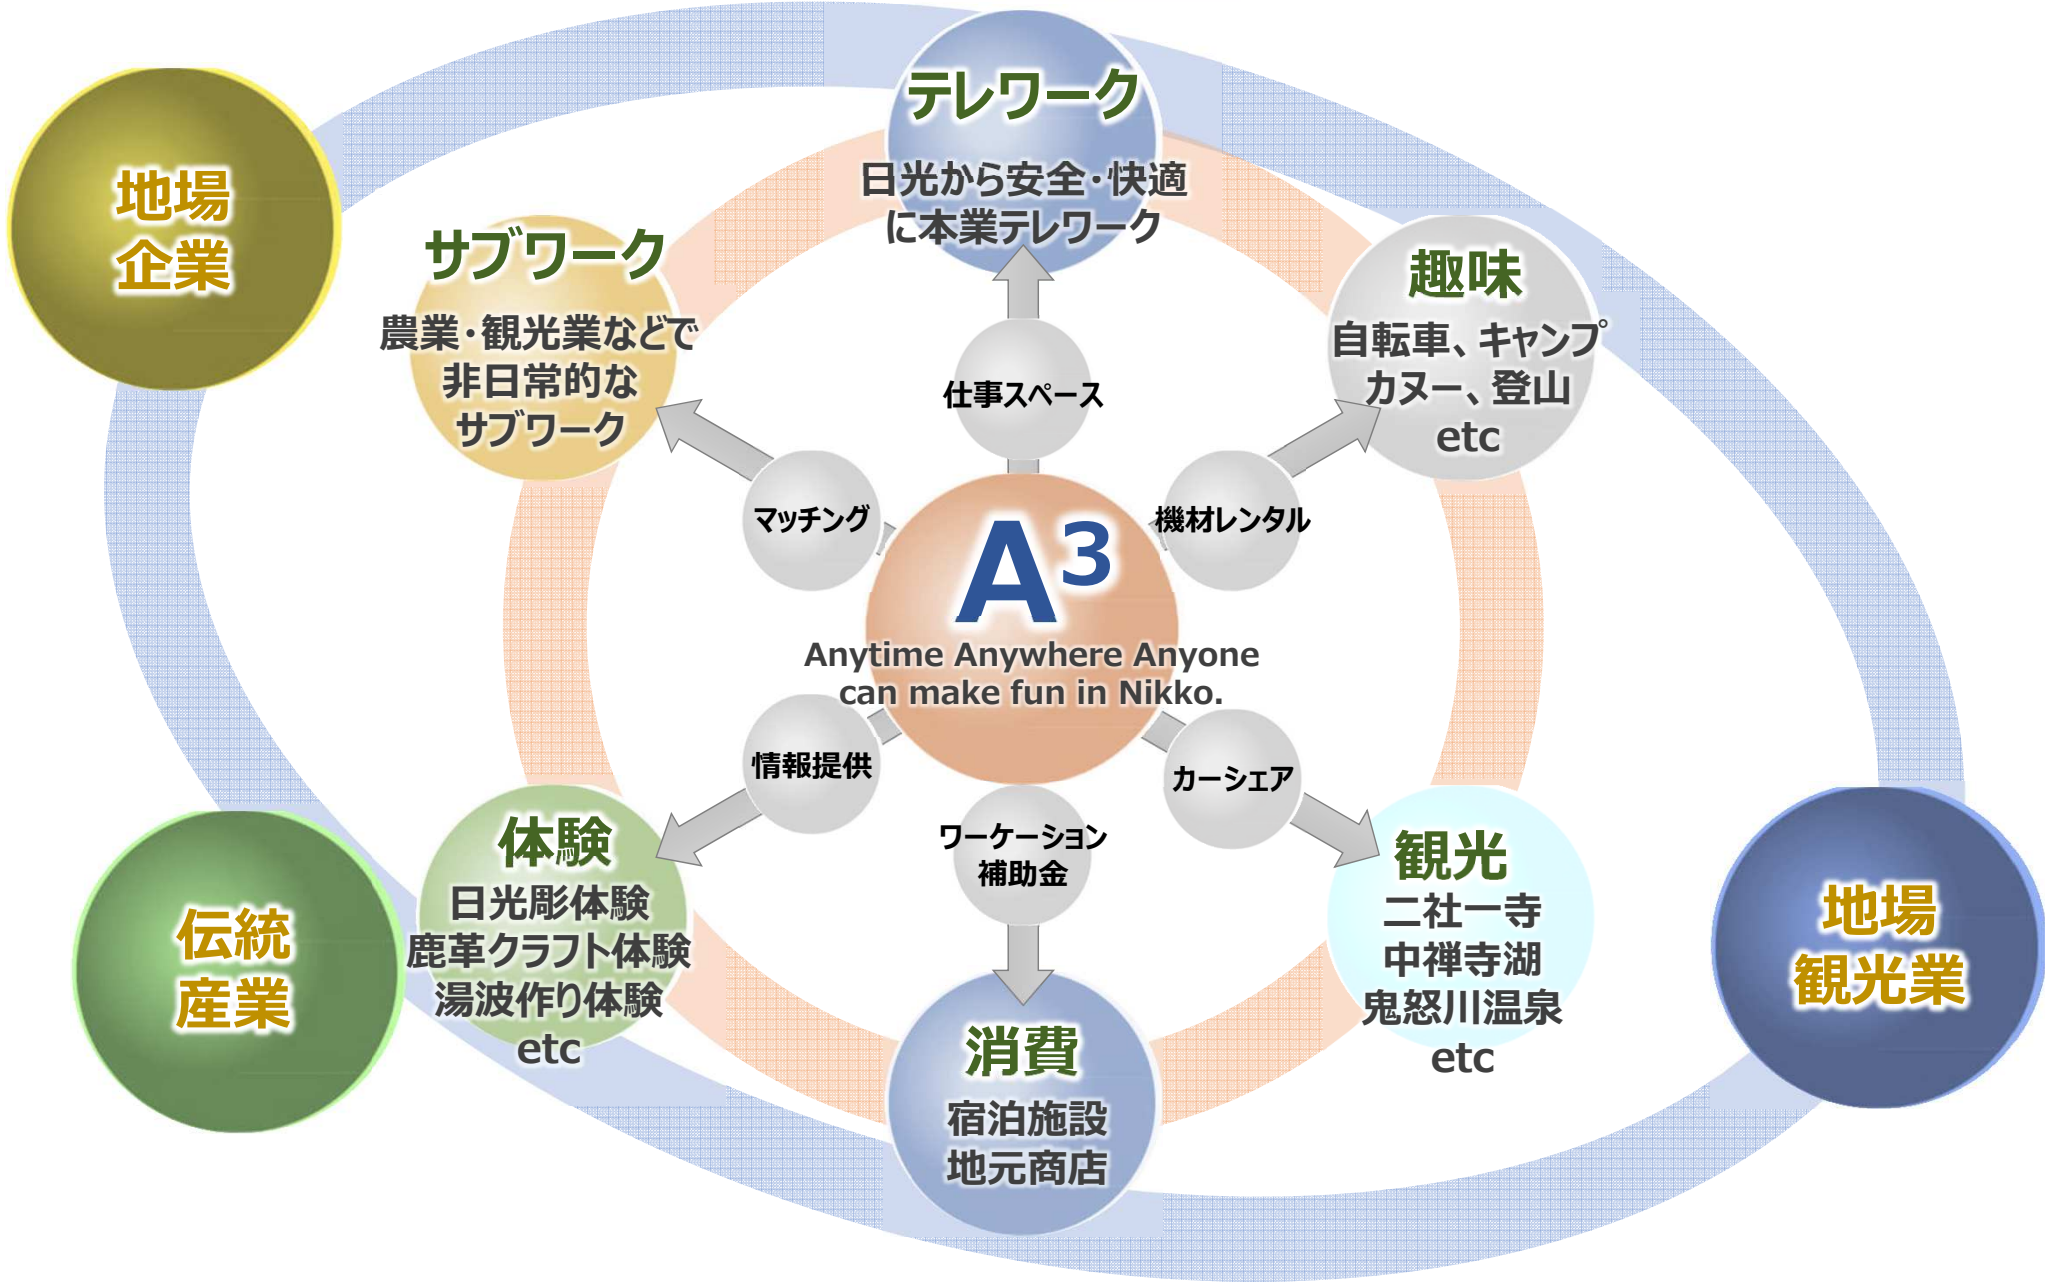 テレワーク
日光から安全・快適
に本業テレワーク
地場
企業
サブワーク
農業・観光業などで
非日常的な
サブワーク
趣味
自転車、キャンプ
カヌー、登山
etc
仕事スペース
マッチング
機材レンタル
A³
Anytime Anywhere Anyone
can make fun in Nikko.
情報提供
カーシェア
ワーケーション
補助金
体験
日光彫体験
鹿革クラフト体験
湯波作り体験
etc
観光
二社一寺
中禅寺湖
鬼怒川温泉
etc
伝統
産業
地場
観光業
消費
宿泊施設
地元商店